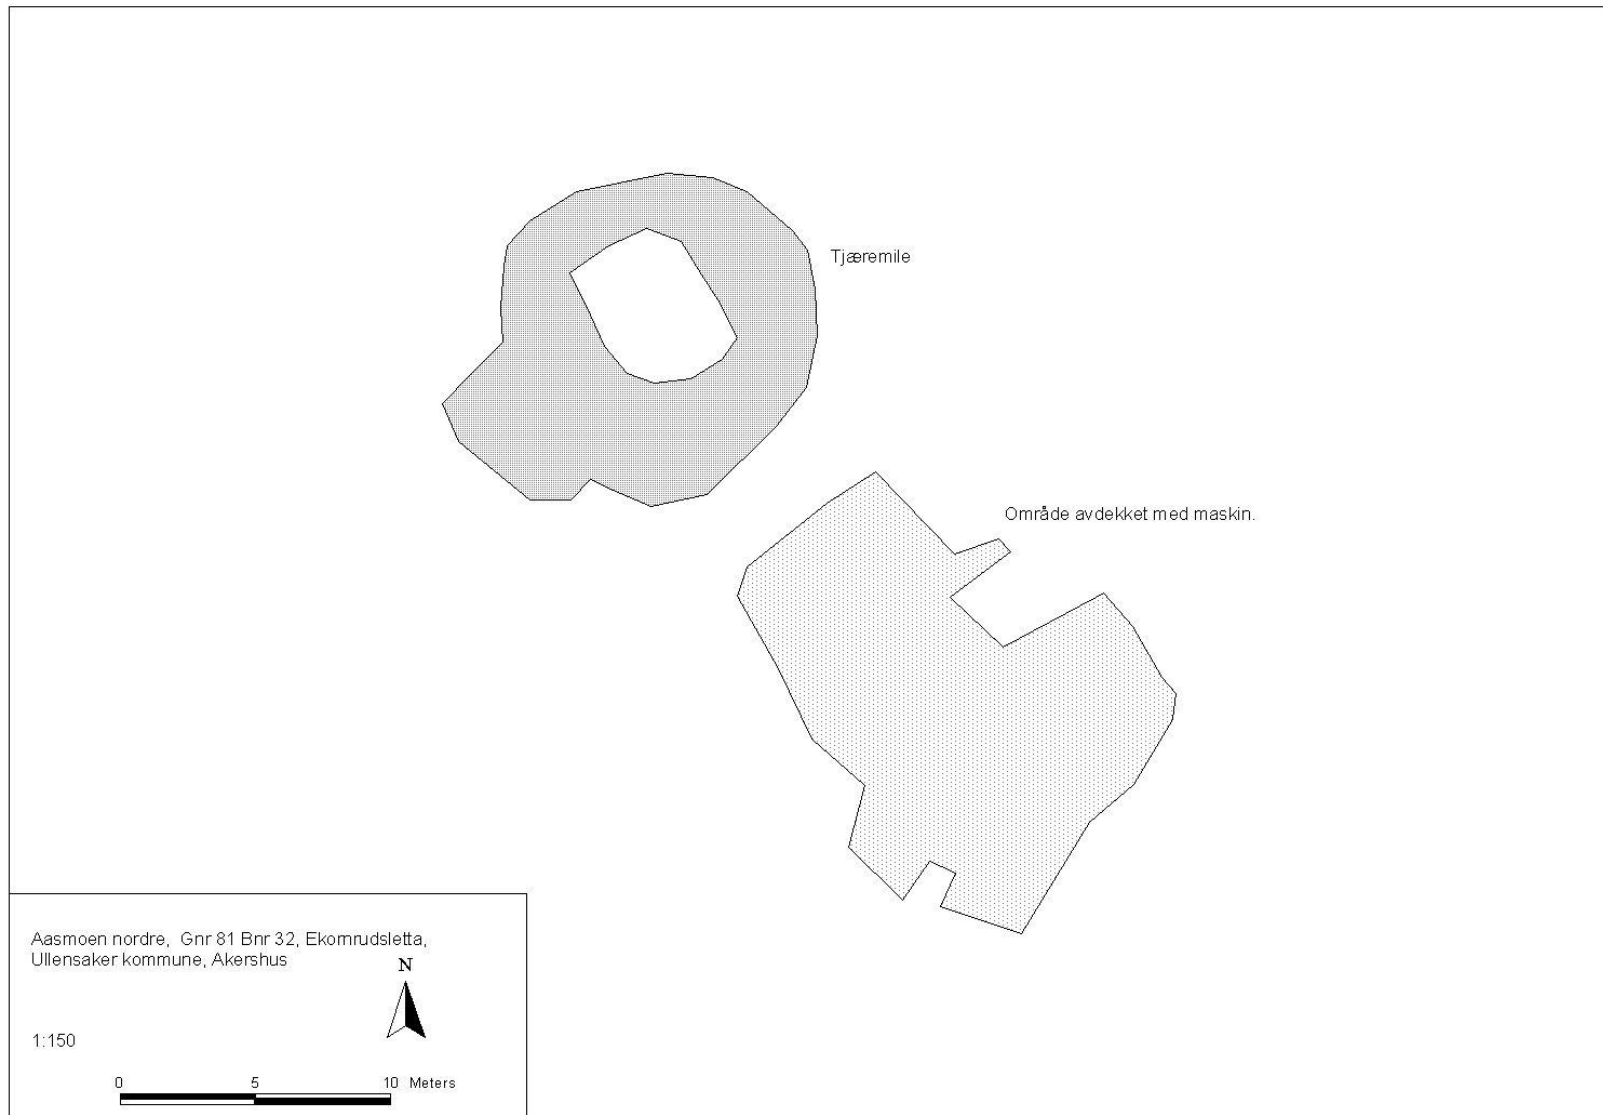 Tjæremile
Område avdekket med maskin.
Aasmoen nordre, Gnr 81 Bnr 32, Ekornrudsletta,
Ullensaker kommune, Akershus
N
1:150
0 5 10 Meters